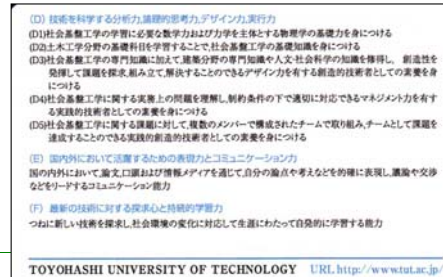 (D) 技術を科学する分析力,論理的思考力,デザイン力,実行力
(D1)社会基盤工学の学習に必要な数学力および力学を主体とする物理学の基礎力を身につける
(D2)土木工学分野の基礎科目を学習することで,社会基盤工学の基礎知識を身につける
(D3)社会基盤工学の専門知識に加えて,建築分野の専門知識や人文・社会科学の知識を修得し、創造性を
発揮して課題を探求,組み立て,解決することのできるデザイン力を有する創造的技術者としての素養を身
につける
(D4)社会基盤工学に関する実務上の問題を理解し,制約条件の下で適切に対応できるマネジメント力を有す
る実践的技術者としての素養を身につける
(D5)社会基盤工学に関する課題に対して,複数のメンバーで構成されたチームで取り組み,チームとして課題を
達成することのできる実践的創造的技術者としての素養を身につける
(E) 国内外において活躍するための表現力とコミュニケーション力
国の内外において,論文,口頭および情報メディアを通じて,自分の論点や考えなどを的確に表現し,議論や交渉
などをリードするコミュニケーション能力
(F) 最新の技術に対する探求心と持続的学習力
つねに新しい技術を探求し,社会環境の変化に対応して生涯にわたって自発的に学習する能力
TOYOHASHI UNIVERSITY OF TECHNOLOGY URL http://www.tut.ac.jp/